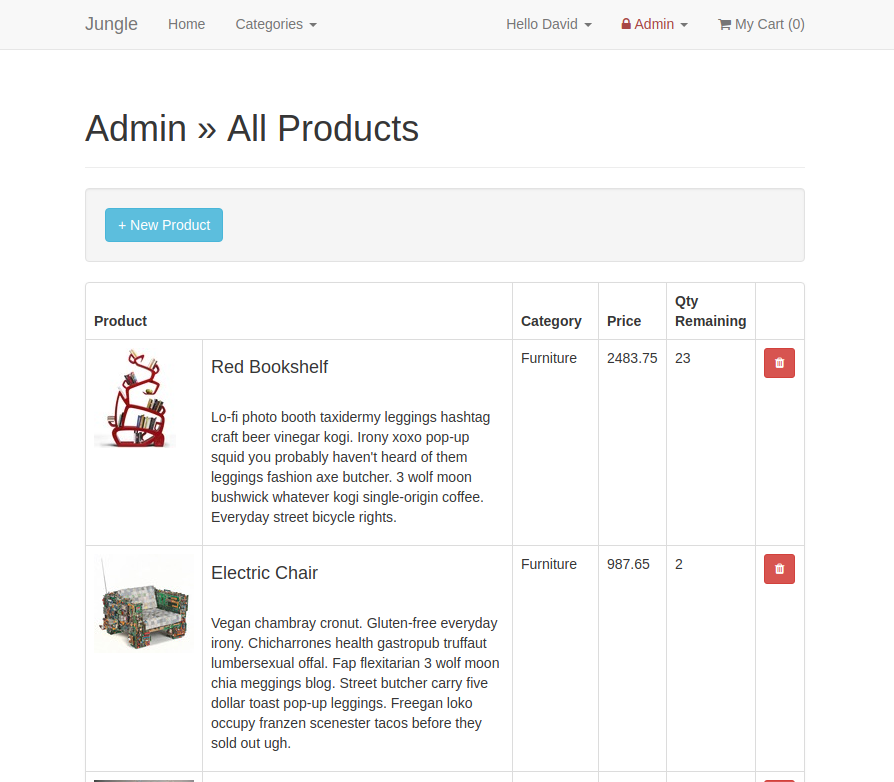 Jungle Home Categories Hello David Admin My Cart (0)
Admin » All Products
+ New Product
Product Category Price Qty Remaining
Red Bookshelf Furniture 2483.75 23
Lo-fi photo booth taxidermy leggings hashtag
craft beer vinegar kogi. Irony xoxo pop-up
squid you probably haven't heard of them
leggings fashion axe butcher. 3 wolf moon
bushwick whatever kogi single-origin coffee.
Everyday street bicycle rights.
Electric Chair Furniture 987.65 2
Vegan chambray cronut. Gluten-free everyday
irony. Chicharrones health gastropub truffaut
lumbersexual offal. Fap flexitarian 3 wolf moon
chia meggings blog. Street butcher carry five
dollar toast pop-up leggings. Freegan loko
occupy franzen scenester tacos before they
sold out ugh.